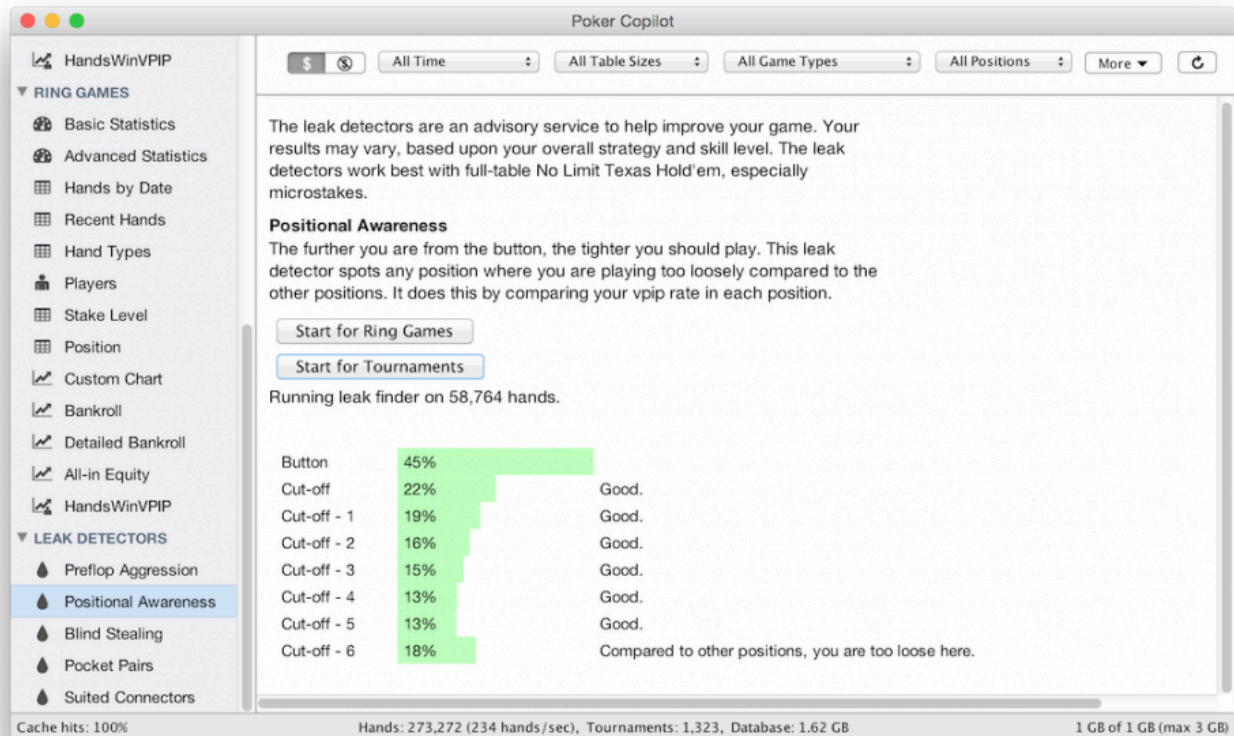 Poker Copilot
HandsWinVPIP
RING GAMES
Basic Statistics
Advanced Statistics
Hands by Date
Recent Hands
Hand Types
Players
Stake Level
Position
Custom Chart
Bankroll
Detailed Bankroll
All-in Equity
HandsWinVPIP
LEAK DETECTORS
Preflop Aggression
Positional Awareness
Blind Stealing
Pocket Pairs
Suited Connectors
$ $ All Time All Table Sizes All Game Types All Positions More
The leak detectors are an advisory service to help improve your game. Your
results may vary, based upon your overall strategy and skill level. The leak
detectors work best with full-table No Limit Texas Hold'em, especially
microstakes.
Positional Awareness
The further you are from the button, the tighter you should play. This leak
detector spots any position where you are playing too loosely compared to the
other positions. It does this by comparing your vpip rate in each position.
Start for Ring Games
Start for Tournaments
Running leak finder on 58,764 hands.
Button 45%
Cut-off 22% Good.
Cut-off - 1 19% Good.
Cut-off - 2 16% Good.
Cut-off - 3 15% Good.
Cut-off - 4 13% Good.
Cut-off - 5 13% Good.
Cut-off - 6 18% Compared to other positions, you are too loose here.
Cache hits: 100% Hands: 273,272 (234 hands/sec), Tournaments: 1,323, Database: 1.62 GB 1 GB of 1 GB (max 3 GB)